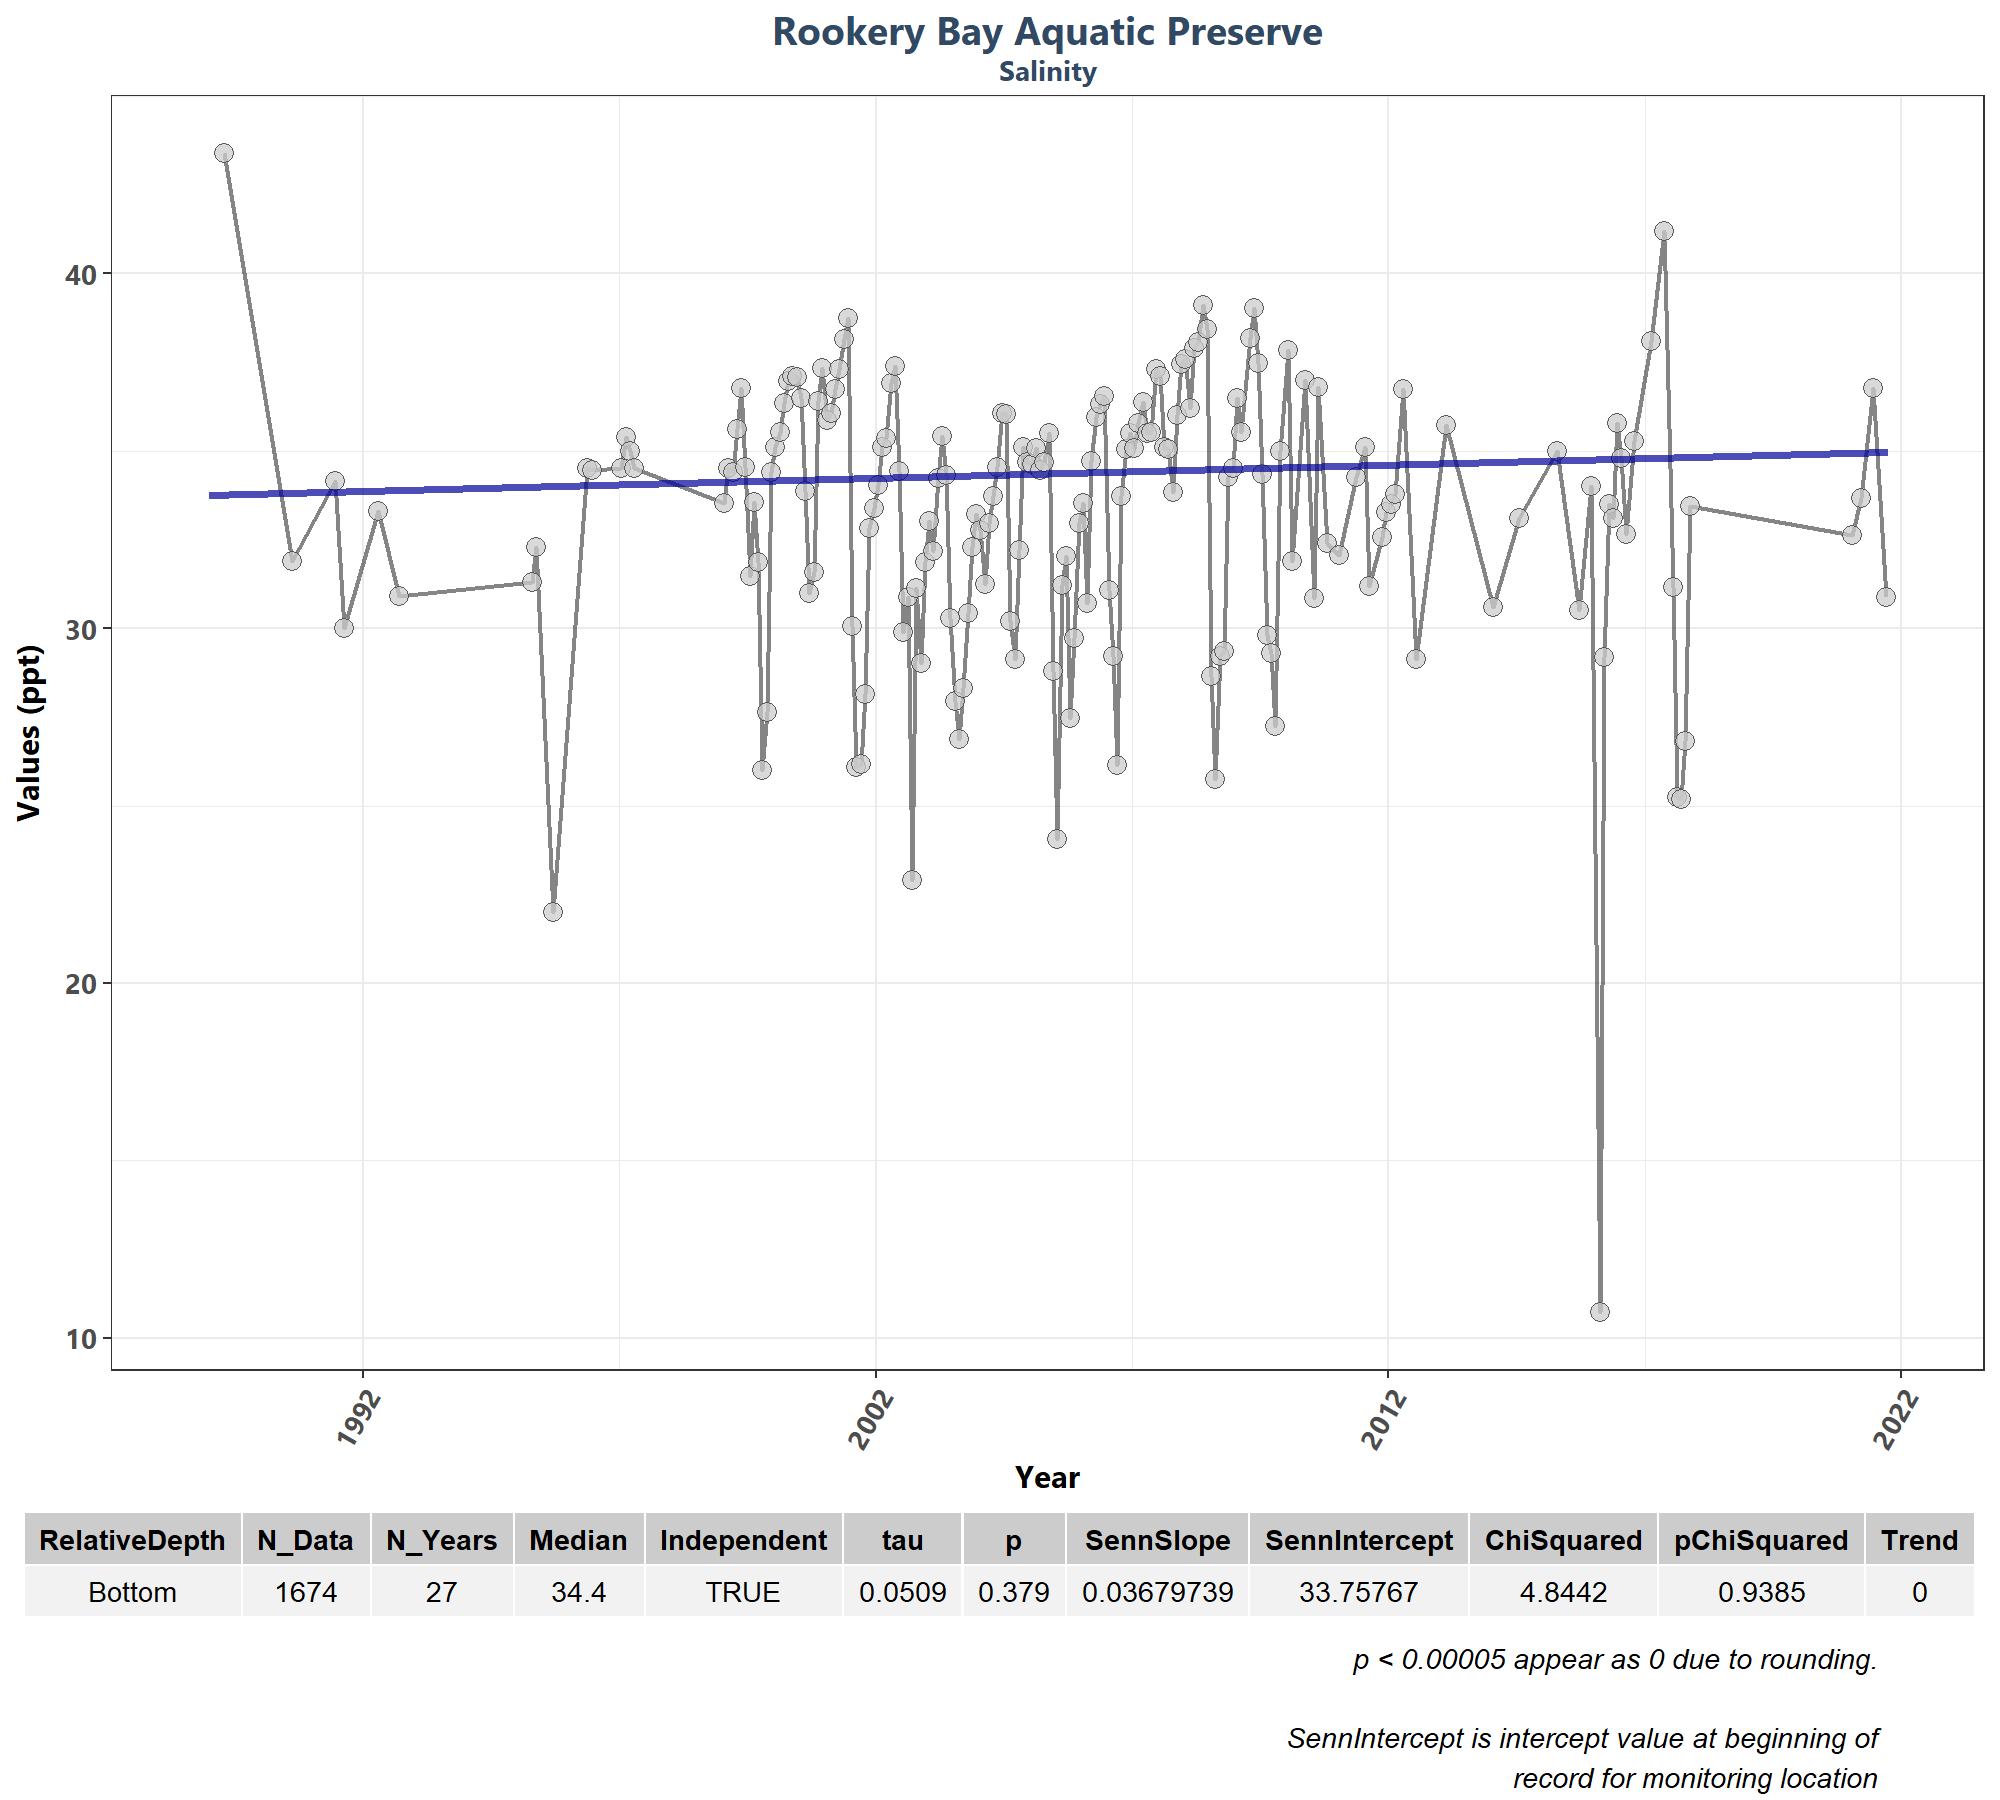 Rookery Bay Aquatic Preserve
Salinity
Values (ppt)
40
30
20
10
1992 2002 2012 2022
Year
RelativeDepth N_Data N_Years Median Independent tau p SennSlope SennIntercept ChiSquared pChiSquared Trend
Bottom 1674 27 34.4 TRUE 0.0509 0.379 0.03679739 33.75767 4.8442 0.9385 0
p < 0.00005 appear as 0 due to rounding.
SennIntercept is intercept value at beginning of
record for monitoring location